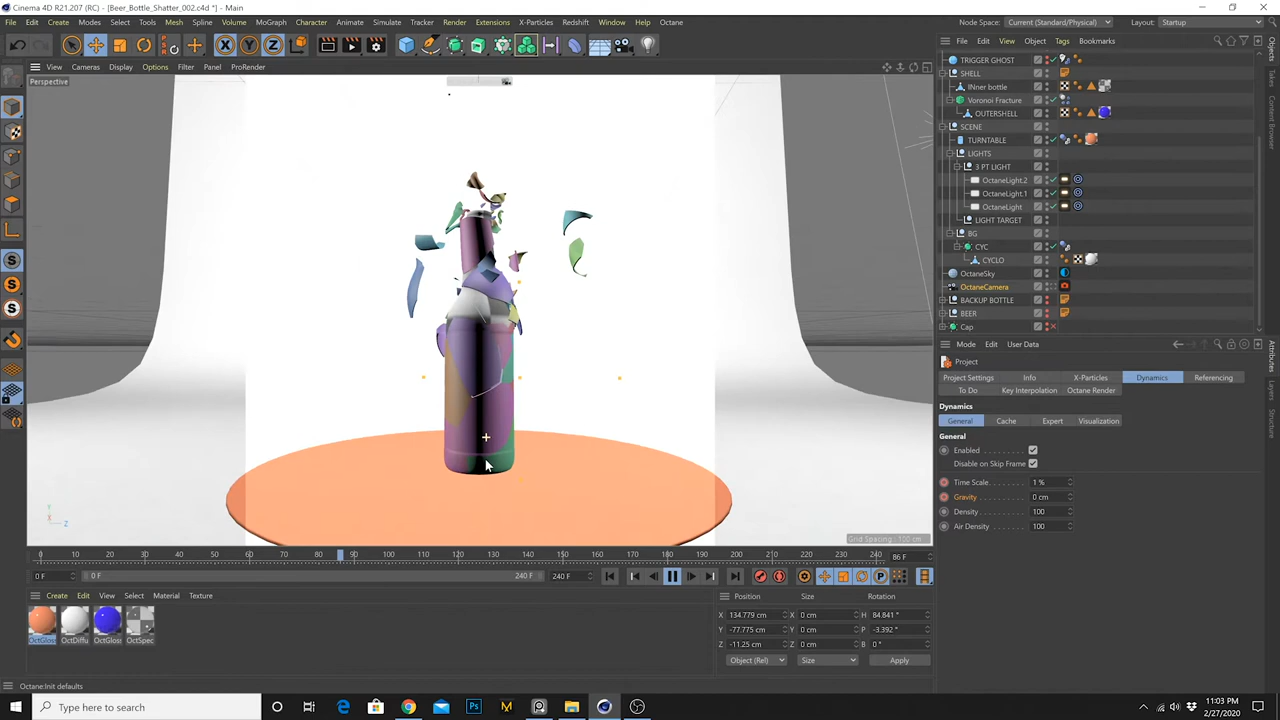 Cinema 4D R21.207 (RC) - [Beer_Bottle_Shatter_002.c4d *] - Main
File Edit Create Modes Select Tools Mesh Spline Volume MoGraph Character Animate Simulate Tracker Render Extensions X-Particles Redshift Window Help Octane
Node Space: Current (Standard/Physical) Layout: Startup
View Cameras Display Options Filter Panel ProRender
File Edit View Object Tags Bookmarks
Perspective
TRIGGER GHOST
SHELL
INner bottle
Voronoi Fracture
OUTERSHELL
SCENE
TURNTABLE
LIGHTS
3 PT LIGHT
OctaneLight.2
OctaneLight.1
OctaneLight
LIGHT TARGET
BG
CYC
CYCLO
OctaneSky
OctaneCamera
BACKUP BOTTLE
BEER
Cap
Objects
Content Browser
Mode Edit User Data
Project
Project Settings Info X-Particles Dynamics Referencing
To Do Key Interpolation Octane Render
Dynamics
General Cache Expert Visualization
General
Enabled
Disable on Skip Frame
Time Scale 1 %
Gravity 0 cm
Density 100
Air Density 100
Attributes
Layers
Structure
Grid Spacing : 100 cm
0 10 20 30 40 50 60 70 80 90 100 110 120 130 140 150 160 170 180 190 200 210 220 230 240 86 F
0 F 0 F 240 F 240 F
Create Edit View Select Material Texture
OctGloss OctDiffu OctGloss OctSpec
Position Size Rotation
X 134.779 cm X 0 cm H 84.841 °
Y -77.775 cm Y 0 cm P -3.392 °
Z -11.25 cm Z 0 cm B 0 °
Object (Rel) Size Apply
Octane:Init defaults
Type here to search
11:03 PM
2/27/2020